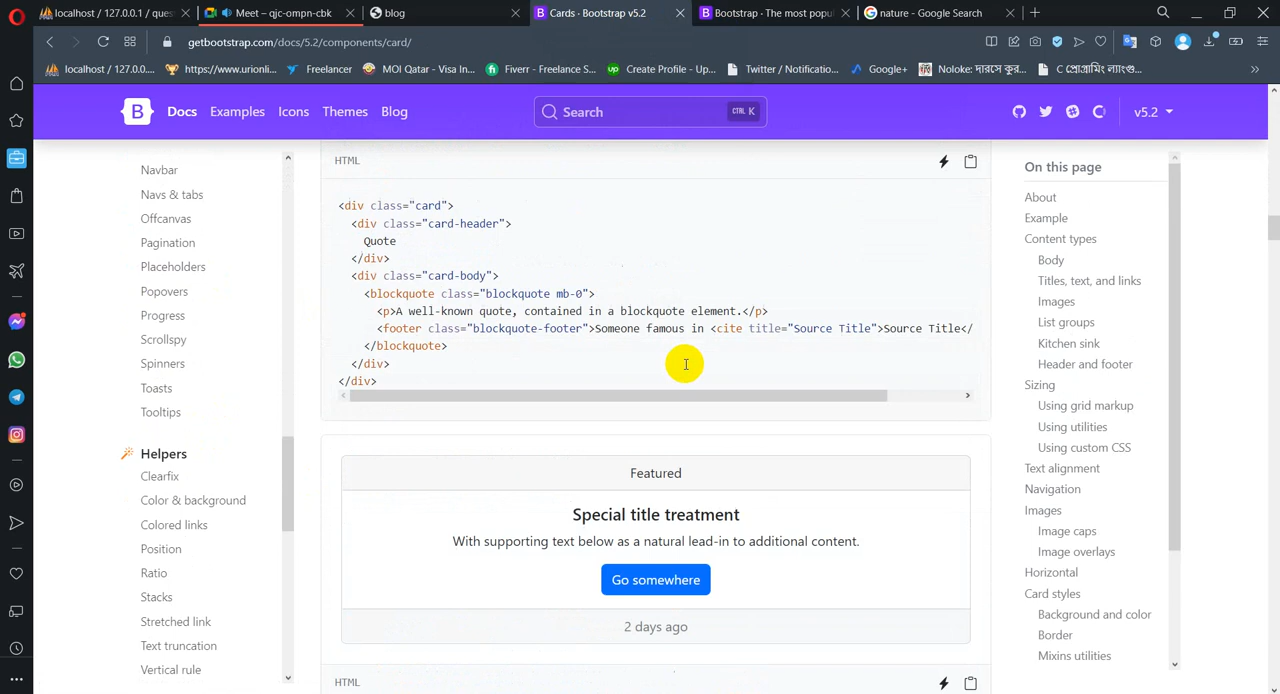 localhost / 127.0.0.1 / ques
Meet – qjc-ompn-cbk
blog
Cards · Bootstrap v5.2
Bootstrap · The most popu
nature - Google Search
getbootstrap.com/docs/5.2/components/card/
localhost / 127.0.0....
https://www.urionli...
Freelancer
MOI Qatar - Visa In...
Fiverr - Freelance S...
Create Profile - Up...
Twitter / Notificatio...
Google+
Noloke: দারসে কুর...
C প্রোগ্রামিং ল্যাংগু...
Docs
Examples
Icons
Themes
Blog
Search
CTRL K
v5.2
Navbar
Navs & tabs
Offcanvas
Pagination
Placeholders
Popovers
Progress
Scrollspy
Spinners
Toasts
Tooltips
Helpers
Clearfix
Color & background
Colored links
Position
Ratio
Stacks
Stretched link
Text truncation
Vertical rule
HTML
<div class="card">
<div class="card-header">
Quote
</div>
<div class="card-body">
<blockquote class="blockquote mb-0">
<p>A well-known quote, contained in a blockquote element.</p>
<footer class="blockquote-footer">Someone famous in <cite title="Source Title">Source Title</
</blockquote>
</div>
</div>
Featured
Special title treatment
With supporting text below as a natural lead-in to additional content.
Go somewhere
2 days ago
HTML
On this page
About
Example
Content types
Body
Titles, text, and links
Images
List groups
Kitchen sink
Header and footer
Sizing
Using grid markup
Using utilities
Using custom CSS
Text alignment
Navigation
Images
Image caps
Image overlays
Horizontal
Card styles
Background and color
Border
Mixins utilities